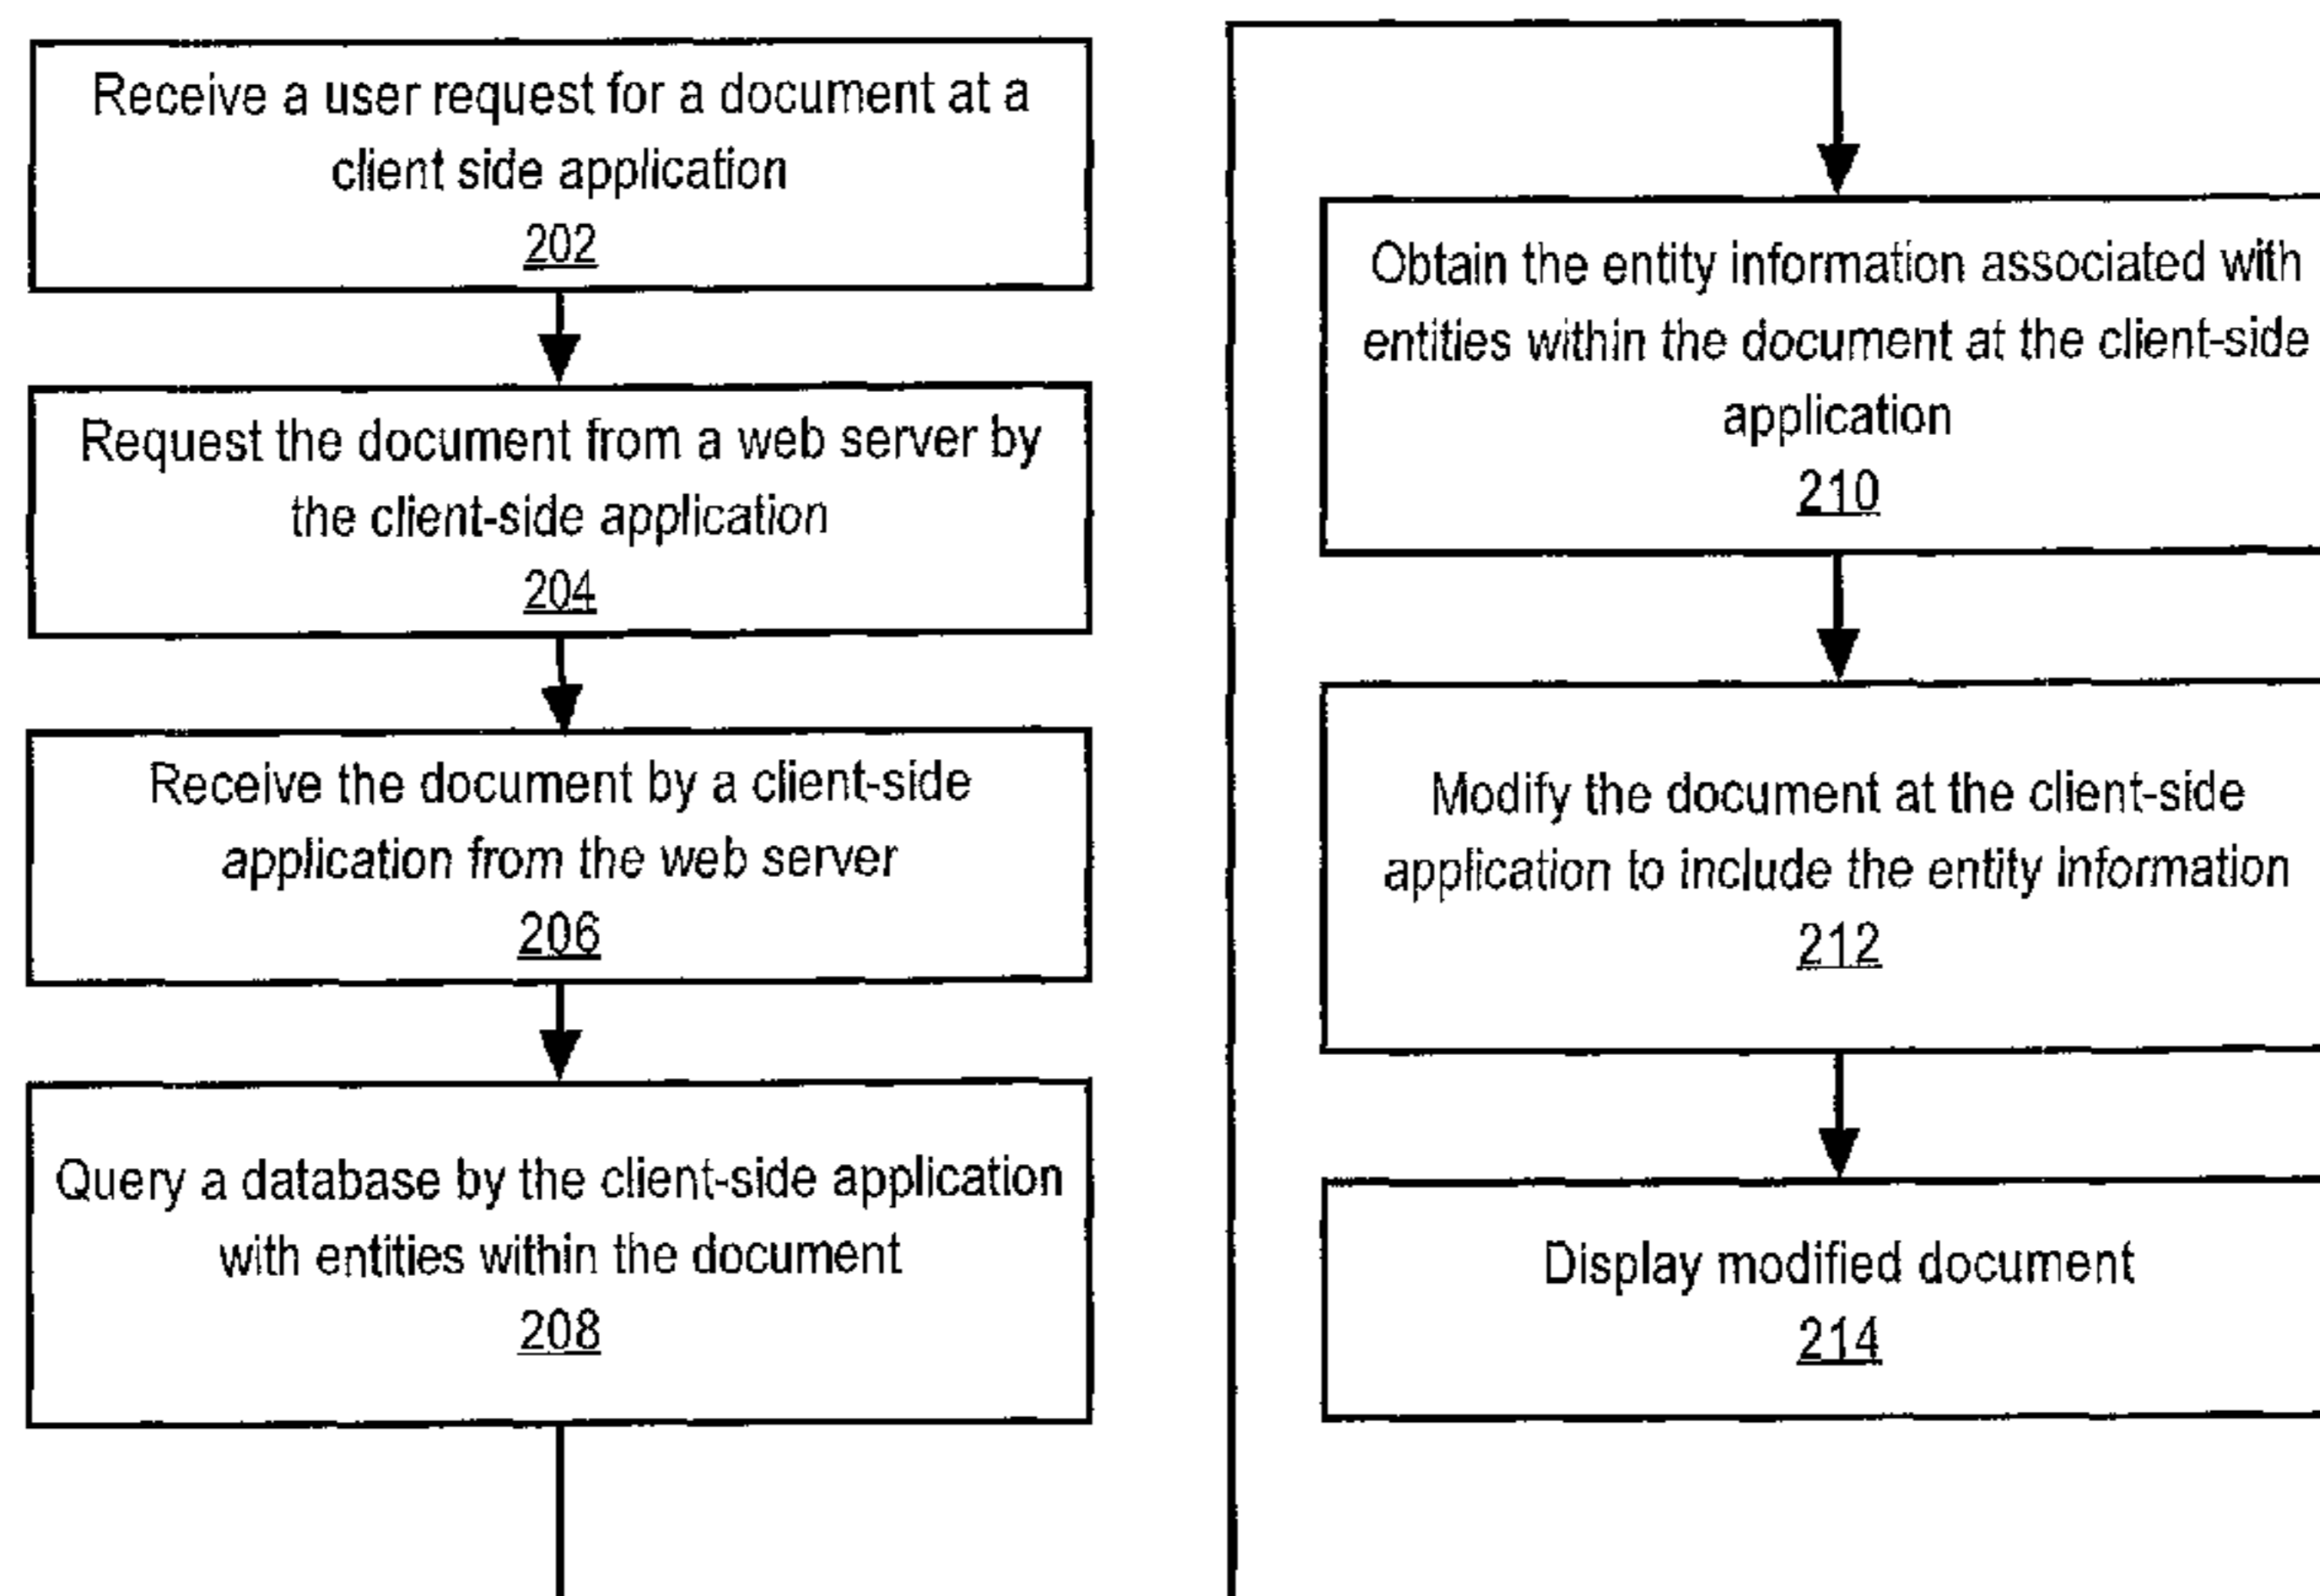 Receive a user request for a document at a
client side application
202
Request the document from a web server by
the client-side application
204
Receive the document by a client-side
application from the web server
206
Query a database by the client-side application
with entities within the document
208
Obtain the entity information associated with
entities within the document at the client-side
application
210
Modify the document at the client-side
application to include the entity information
212
Display modified document
214